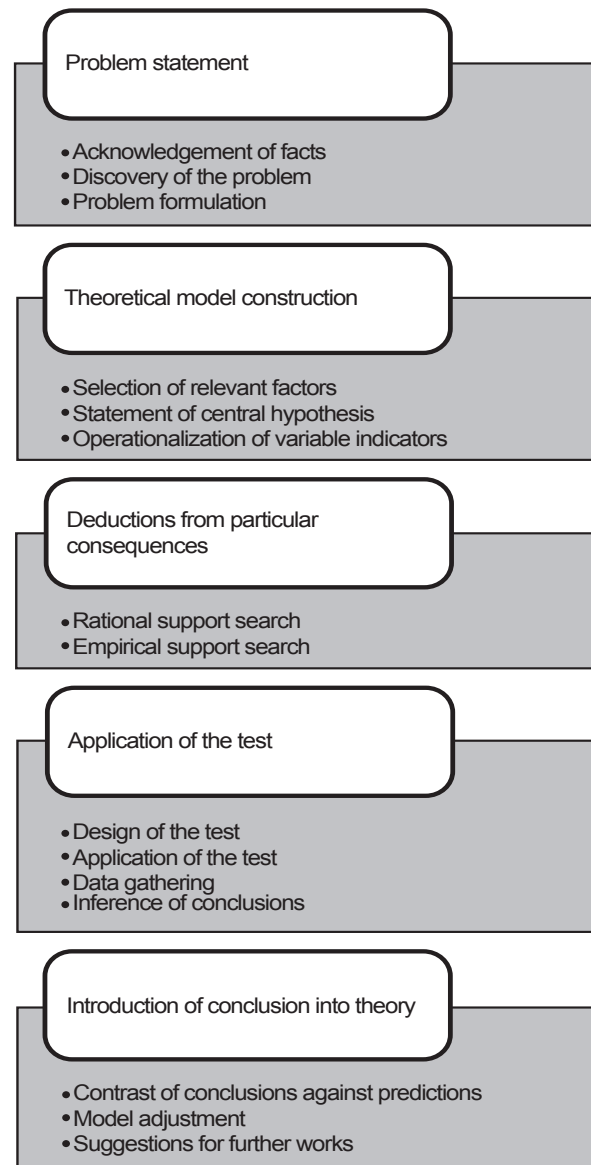 Problem statement
•Acknowledgement of facts
•Discovery of the problem
•Problem formulation
Theoretical model construction
•Selection of relevant factors
•Statement of central hypothesis
•Operationalization of variable indicators
Deductions from particular
consequences
•Rational support search
•Empirical support search
Application of the test
•Design of the test
•Application of the test
•Data gathering
•Inference of conclusions
Introduction of conclusion into theory
•Contrast of conclusions against predictions
•Model adjustment
•Suggestions for further works